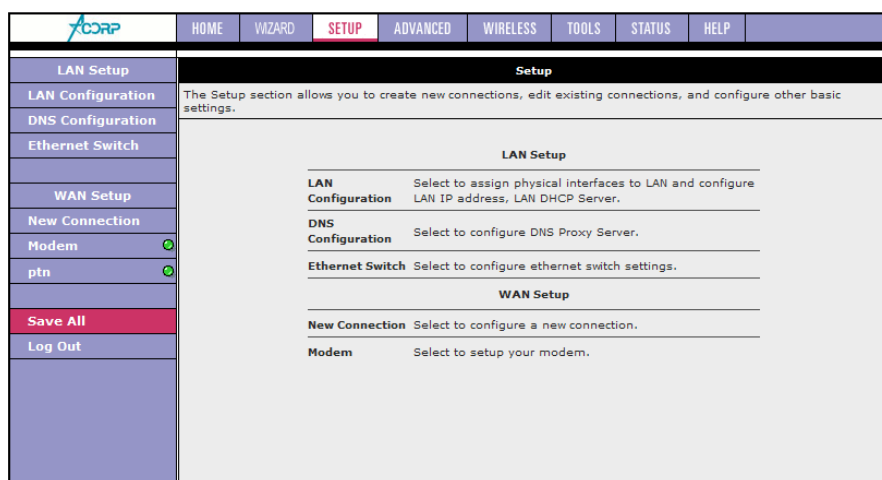 ACORP
HOME WIZARD SETUP ADVANCED WIRELESS TOOLS STATUS HELP
LAN Setup
LAN Configuration
DNS Configuration
Ethernet Switch
WAN Setup
New Connection
Modem
ptn
Save All
Log Out
Setup
The Setup section allows you to create new connections, edit existing connections, and configure other basic
settings.
LAN Setup
LAN
Configuration
Select to assign physical interfaces to LAN and configure
LAN IP address, LAN DHCP Server.
DNS
Configuration
Select to configure DNS Proxy Server.
Ethernet Switch Select to configure ethernet switch settings.
WAN Setup
New Connection Select to configure a new connection.
Modem Select to setup your modem.